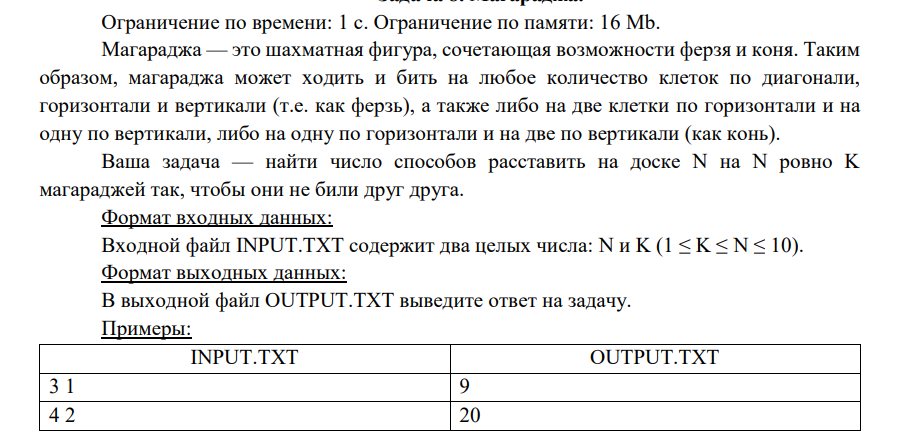 Задача 8. Магараджа.
Ограничение по времени: 1 с. Ограничение по памяти: 16 Mb.
Магараджа — это шахматная фигура, сочетающая возможности ферзя и коня. Таким
образом, магараджа может ходить и бить на любое количество клеток по диагонали,
горизонтали и вертикали (т.е. как ферзь), а также либо на две клетки по горизонтали и на
одну по вертикали, либо на одну по горизонтали и на две по вертикали (как конь).
Ваша задача — найти число способов расставить на доске N на N ровно K
магараджей так, чтобы они не били друг друга.
Формат входных данных:
Входной файл INPUT.TXT содержит два целых числа: N и K (1 ≤ K ≤ N ≤ 10).
Формат выходных данных:
В выходной файл OUTPUT.TXT выведите ответ на задачу.
Примеры:
INPUT.TXT OUTPUT.TXT
3 1 9
4 2 20